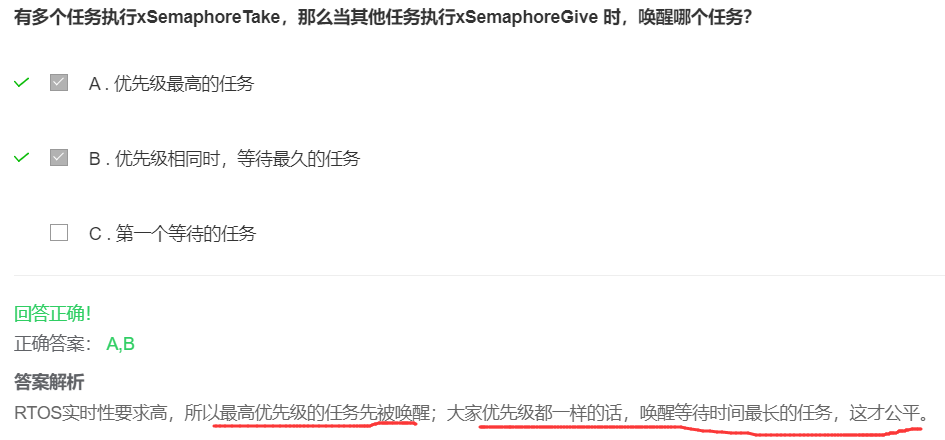 有多个任务执行xSemaphoreTake，那么当其他任务执行xSemaphoreGive 时，唤醒哪个任务？
A . 优先级最高的任务
B . 优先级相同时，等待最久的任务
C . 第一个等待的任务
回答正确!
正确答案： A,B
答案解析
RTOS实时性要求高，所以最高优先级的任务先被唤醒；大家优先级都一样的话，唤醒等待时间最长的任务，这才公平。